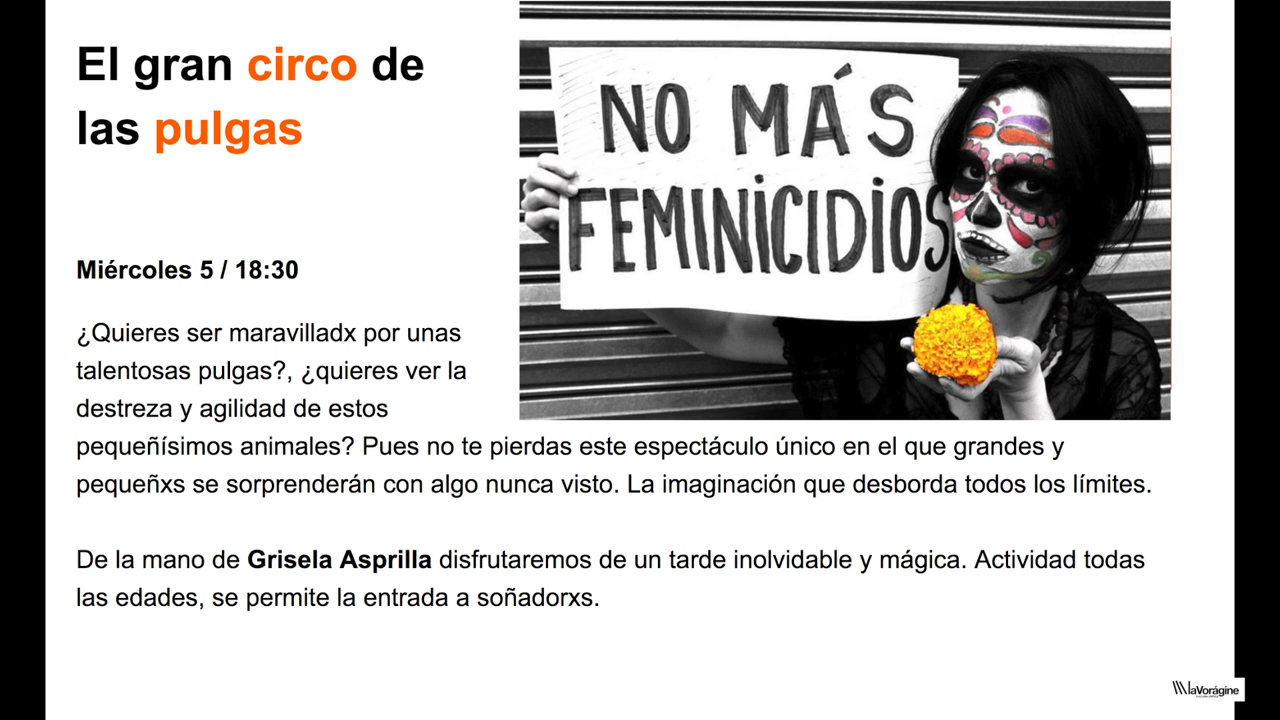 El gran circo de
las pulgas
NO MÁS
FEMINICIDIOS
Miércoles 5 / 18:30
¿Quieres ser maravilladx por unas
talentosas pulgas?, ¿quieres ver la
destreza y agilidad de estos
pequeñísimos animales? Pues no te pierdas este espectáculo único en el que grandes y
pequeñxs se sorprenderán con algo nunca visto. La imaginación que desborda todos los límites.
De la mano de Grisela Asprilla disfrutaremos de un tarde inolvidable y mágica. Actividad todas
las edades, se permite la entrada a soñadorxs.
laVorágine